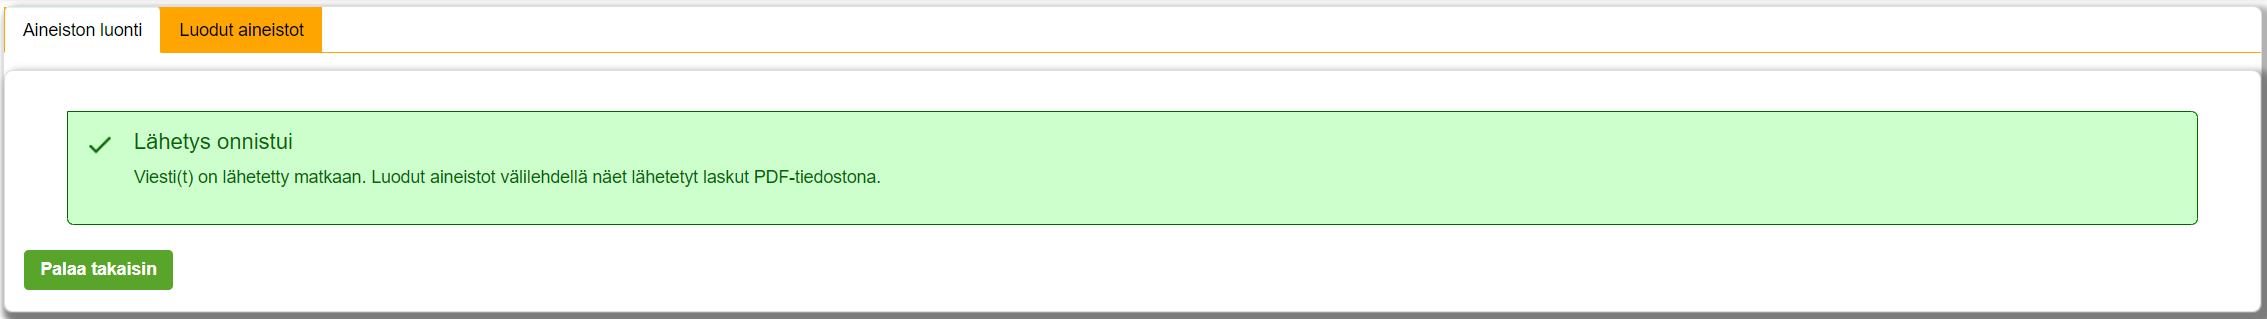 Aineiston luonti
Luodut aineistot
Lähetys onnistui
Viesti(t) on lähetetty matkaan. Luodut aineistot välilehdellä näet lähetetyt laskut PDF-tiedostona.
Palaa takaisin